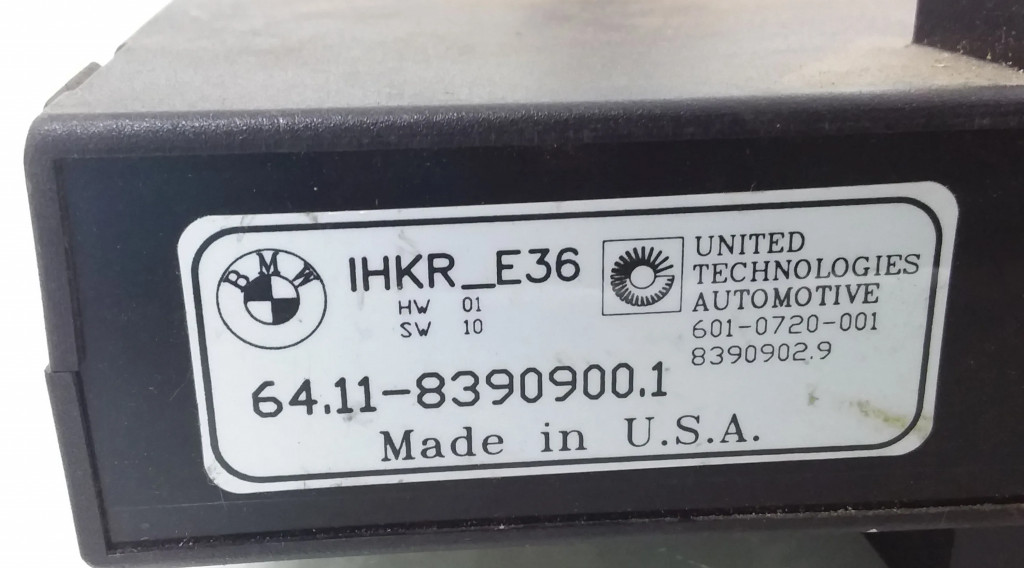 BMW
IHKR_E36
HW 01
SW 10
UNITED
TECHNOLOGIES
AUTOMOTIVE
601-0720-001
8390902.9
64.11-8390900.1
Made in U.S.A.